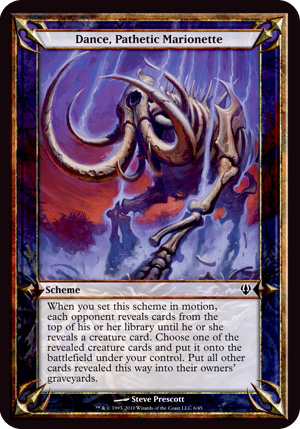 Dance, Pathetic Marionette
Scheme
When you set this scheme in motion,
each opponent reveals cards from the
top of his or her library until he or she
reveals a creature card. Choose one of the
revealed creature cards and put it onto the
battlefield under your control. Put all other
cards revealed this way into their owners’
graveyards.
Steve Prescott
™ & © 1993–2010 Wizards of the Coast LLC 6/45